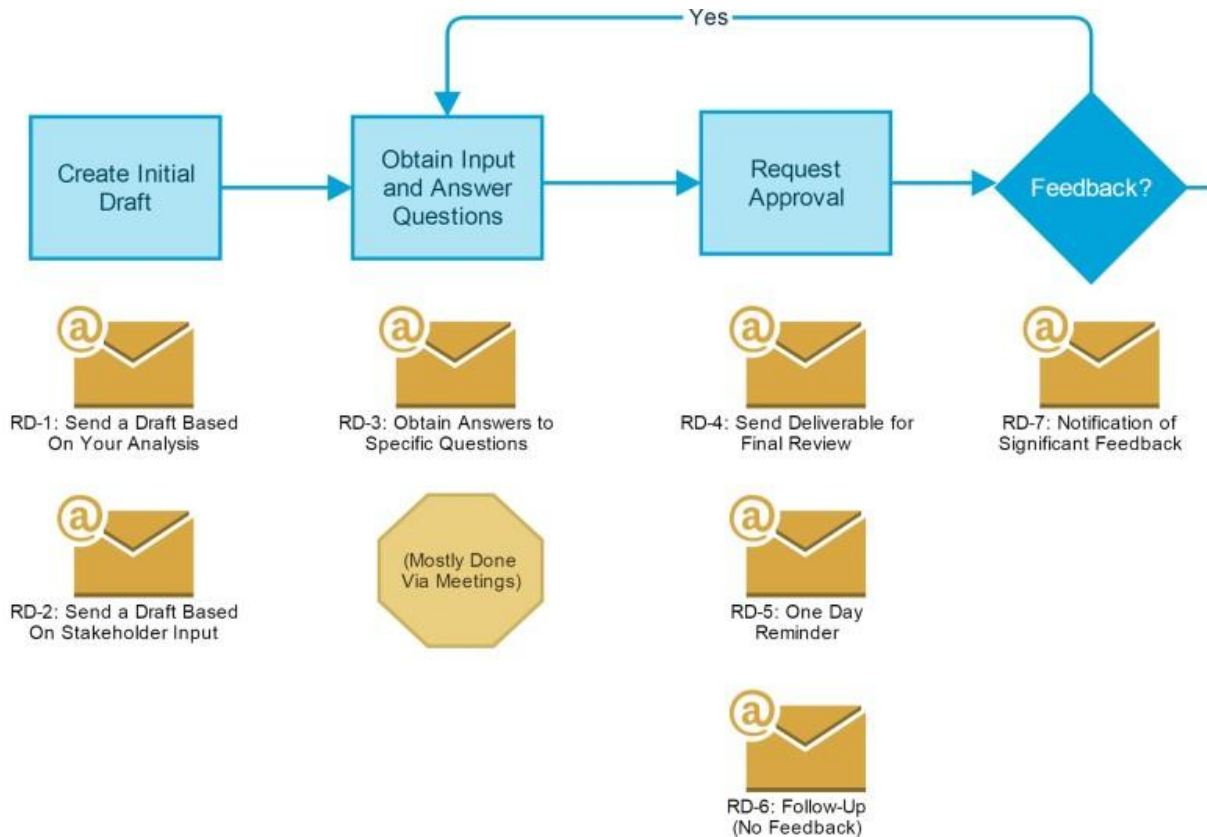 Yes
Create Initial
Draft
Obtain Input
and Answer
Questions
Request
Approval
Feedback?
@
RD-1: Send a Draft Based
On Your Analysis
@
RD-3: Obtain Answers to
Specific Questions
@
RD-4: Send Deliverable for
Final Review
@
RD-7: Notification of
Significant Feedback
@
RD-2: Send a Draft Based
On Stakeholder Input
(Mostly Done
Via Meetings)
@
RD-5: One Day
Reminder
@
RD-6: Follow-Up
(No Feedback)